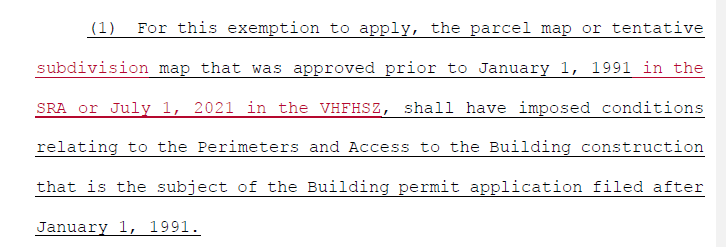 (1) For this exemption to apply, the parcel map or tentative
subdivision map that was approved prior to January 1, 1991 in the
SRA or July 1, 2021 in the VHFHSZ, shall have imposed conditions
relating to the Perimeters and Access to the Building construction
that is the subject of the Building permit application filed after
January 1, 1991.